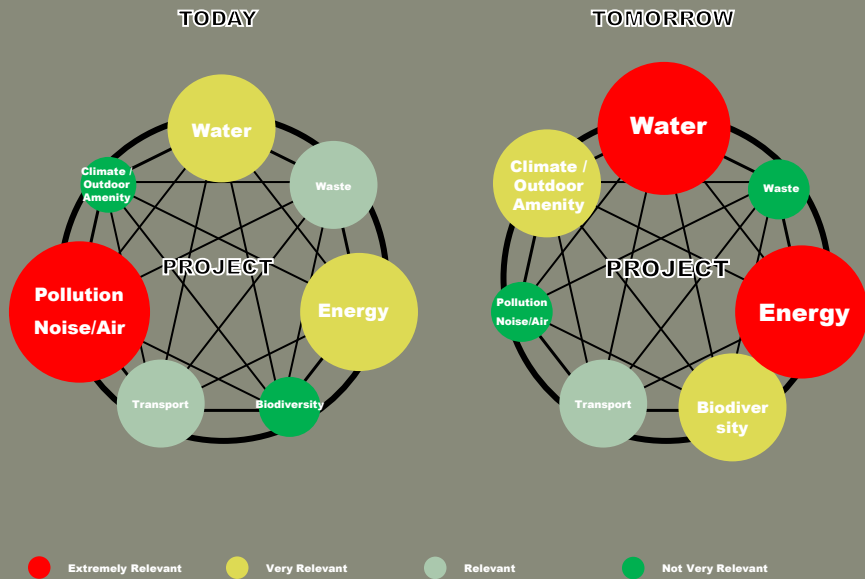 TODAY
Water
Climate /
Outdoor
Amenity
Waste
PROJECT
Pollution
Noise/Air
Energy
Transport
Biodiversity
TOMORROW
Water
Climate /
Outdoor
Amenity
Waste
PROJECT
Pollution
Noise/Air
Energy
Transport
Biodiver
sity
Extremely Relevant
Very Relevant
Relevant
Not Very Relevant